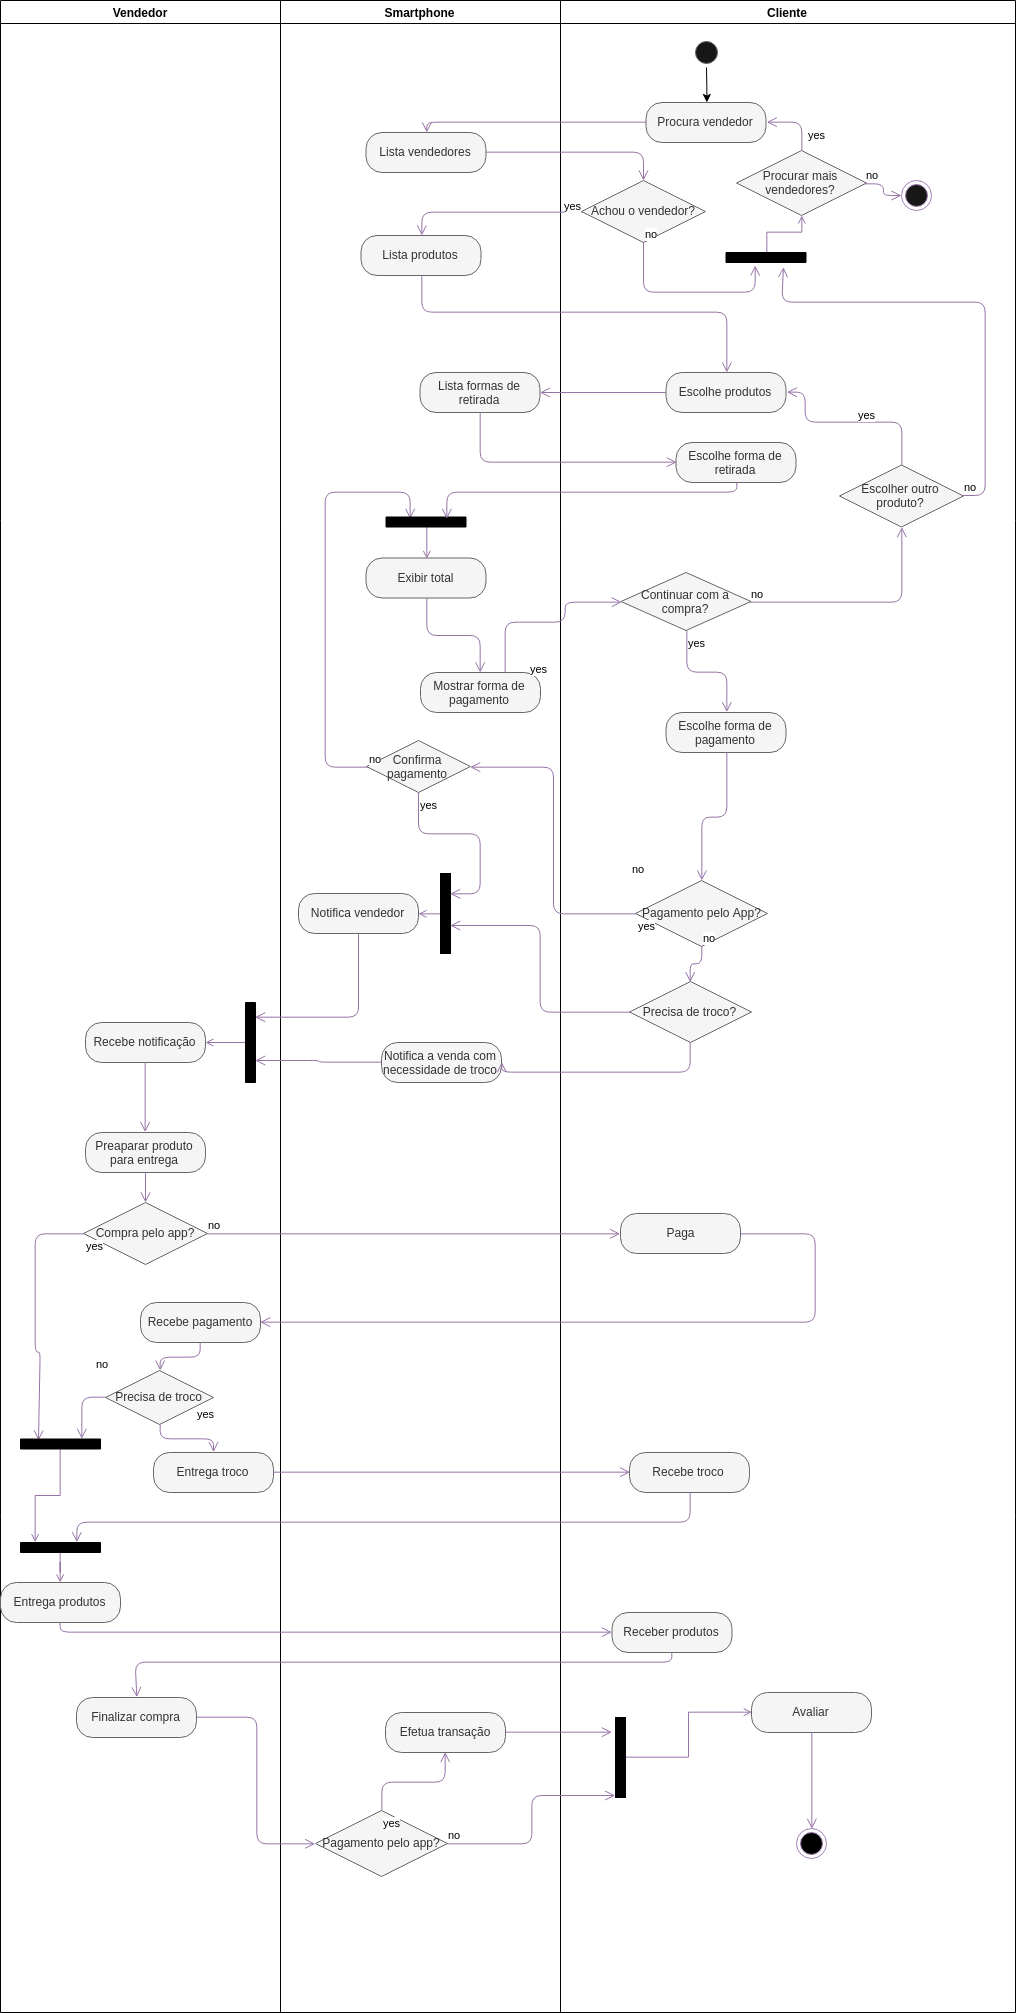 Vendedor
Smartphone
Cliente
Procura vendedor
yes
Lista vendedores
Procurar mais
vendedores?
no
yes
Achou o vendedor?
no
Lista produtos
Lista formas de
retirada
Escolhe produtos
yes
Escolhe forma de
retirada
Escolher outro
produto?
no
Exibir total
Continuar com a
compra?
no
yes
yes
Mostrar forma de
pagamento
Escolhe forma de
pagamento
no
Confirma
pagamento
yes
no
Notifica vendedor
Pagamento pelo App?
yes
no
Precisa de troco?
Recebe notificação
Notifica a venda com
necessidade de troco
Preaparar produto
para entrega
Compra pelo app?
no
yes
Paga
Recebe pagamento
no
Precisa de troco
yes
Entrega troco
Recebe troco
Entrega produtos
Receber produtos
Finalizar compra
Efetua transação
Avaliar
yes
Pagamento pelo app?
no